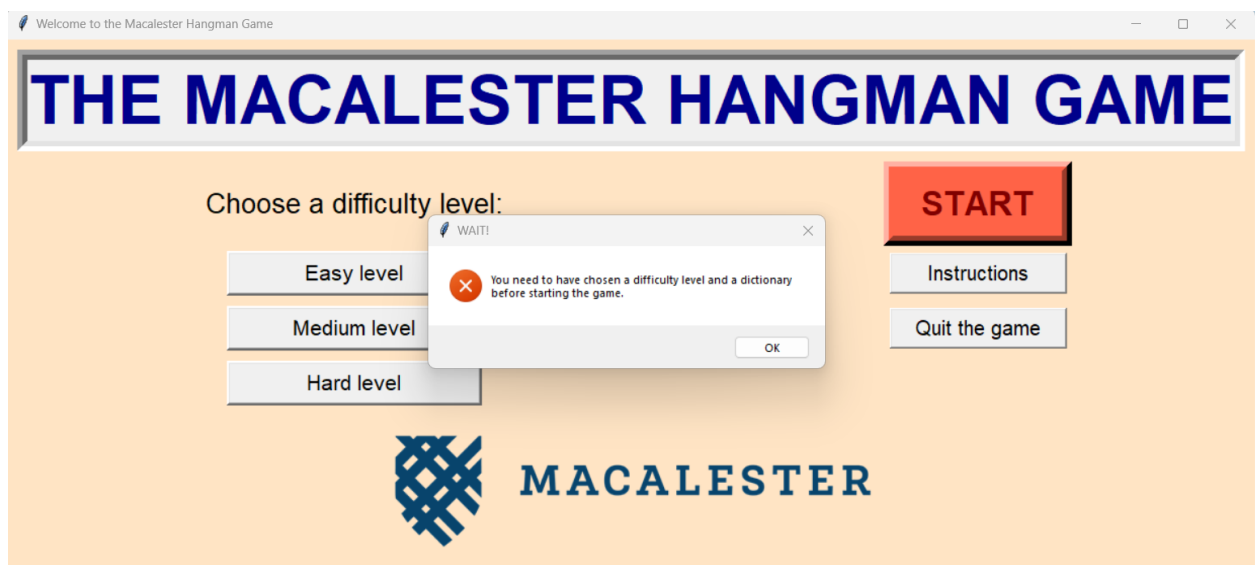 Welcome to the Macalester Hangman Game
THE MACALESTER HANGMAN GAME
Choose a difficulty level:
START
WAIT!
You need to have chosen a difficulty level and a dictionary
before starting the game.
OK
Easy level
Medium level
Hard level
Instructions
Quit the game
MACALESTER